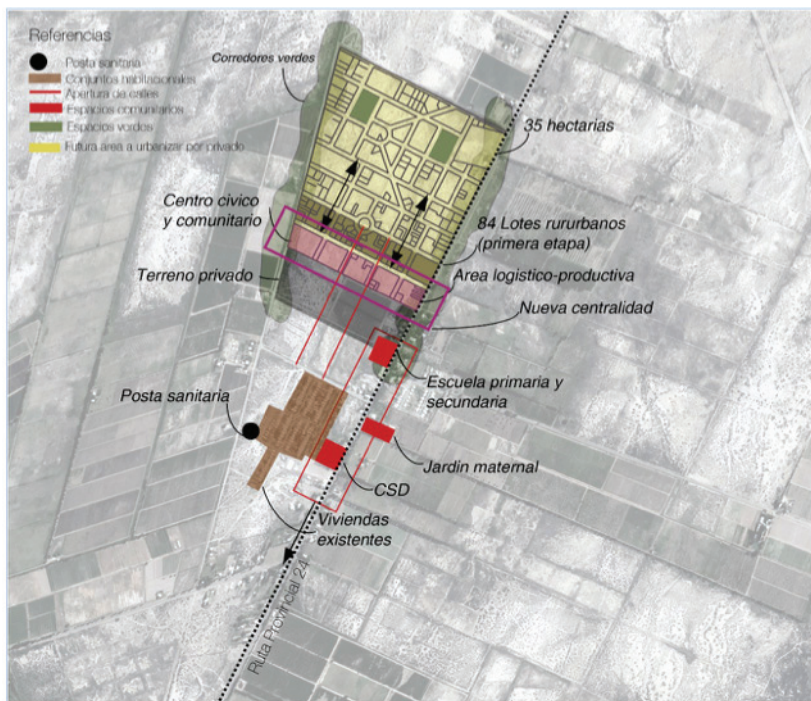 Referencias
Posta sanitaria
Conjuntos habitacionales
Apertura de calles
Espacios comunitarios
Espacios verdes
Futura area a urbanizar por privado
Corredores verdes
35 hectarias
Centro cívico
y comunitario
84 Lotes rururbanos
(primera etapa)
Terreno privado
Area logistico-productiva
Nueva centralidad
Escuela primaria y
secundaria
Posta sanitaria
Jardin maternal
CSD
Viviendas
existentes
Ruta Provincial 24